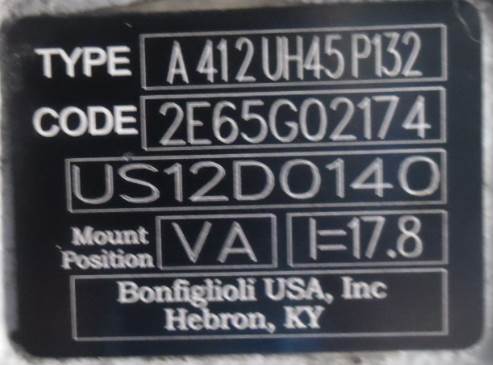 TYPE A 412 UH45 P132
CODE 2E65G02174
US12D0140
Mount Position VA I=17.8
Bonfiglioli USA, Inc
Hebron, KY